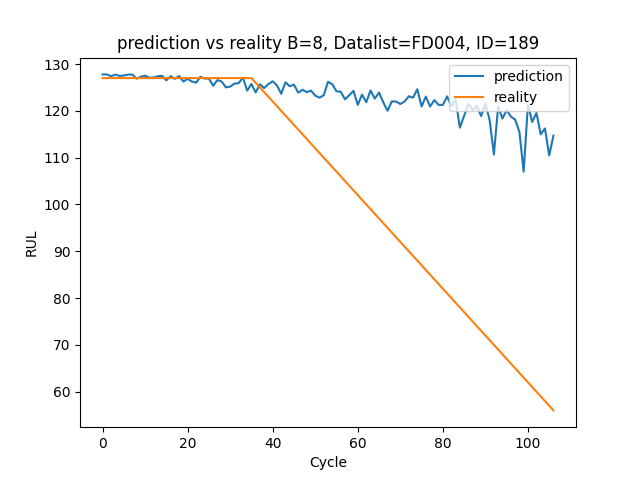 prediction vs reality B=8, Datalist=FD004, ID=189
prediction
reality
130
120
110
100
90
80
70
60
RUL
0 20 40 60 80 100
Cycle